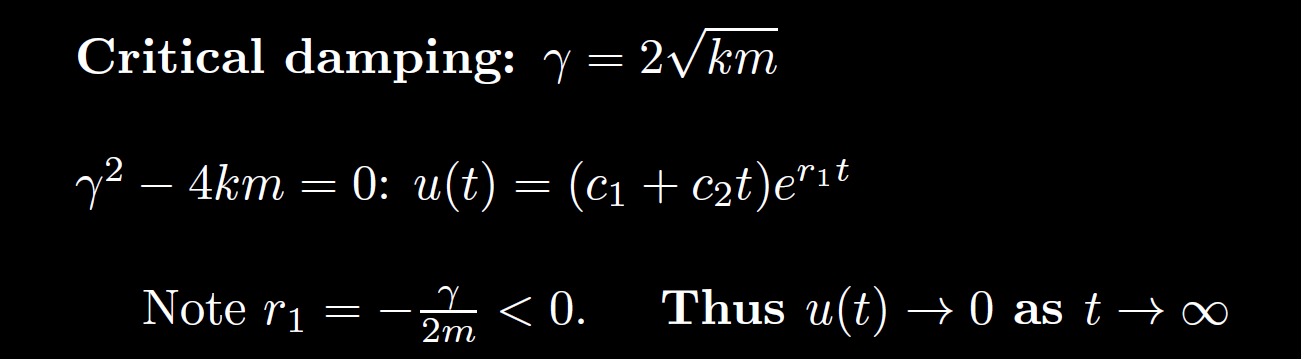 Critical damping: γ = 2√km
γ² − 4km = 0: u(t) = (c₁ + c₂t)e^{r₁t}
Note r₁ = −γ/2m < 0. Thus u(t) → 0 as t → ∞